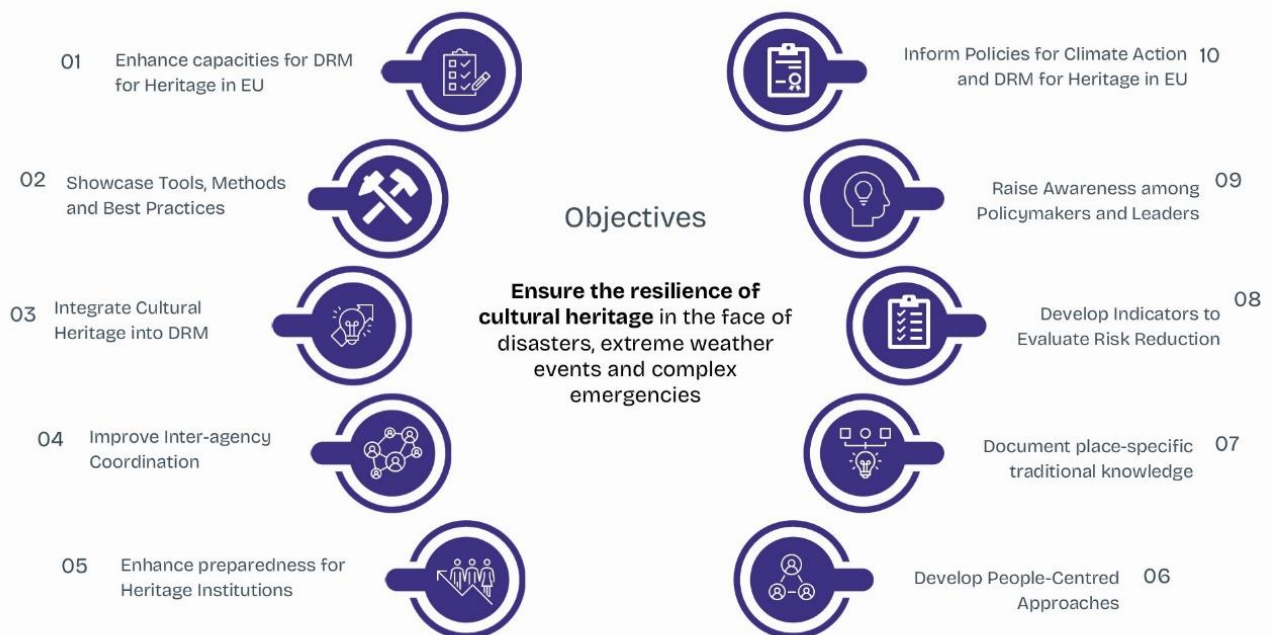 Objectives
Ensure the resilience of
cultural heritage in the face of
disasters, extreme weather
events and complex
emergencies
01
Enhance capacities for DRM
for Heritage in EU
02
Showcase Tools, Methods
and Best Practices
03
Integrate Cultural
Heritage into DRM
04
Improve Inter-agency
Coordination
05
Enhance preparedness for
Heritage Institutions
06
Develop People-Centred
Approaches
07
Document place-specific
traditional knowledge
08
Develop Indicators to
Evaluate Risk Reduction
09
Raise Awareness among
Policymakers and Leaders
10
Inform Policies for Climate Action
and DRM for Heritage in EU